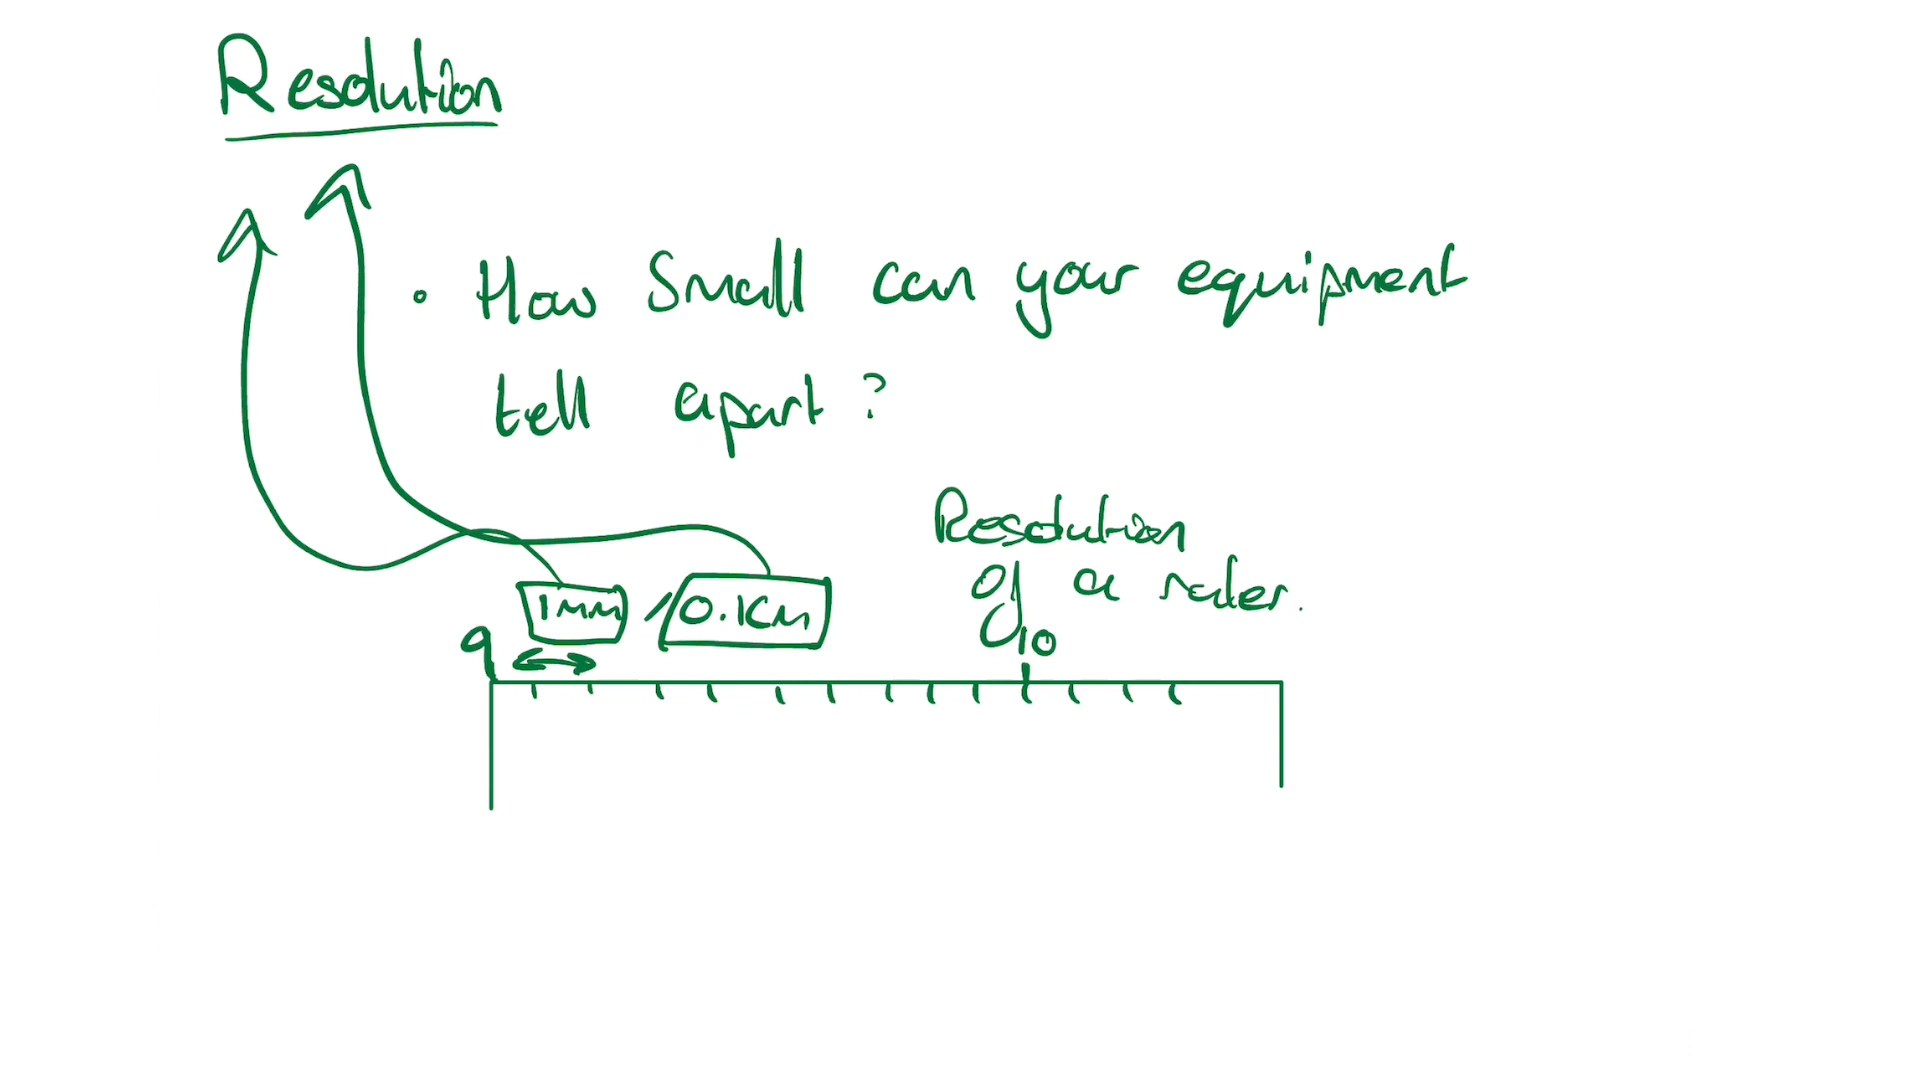 Resolution
• How small can your equipment
tell apart?
Resolution
of a ruler.
1mm / 0.1cm
9 10